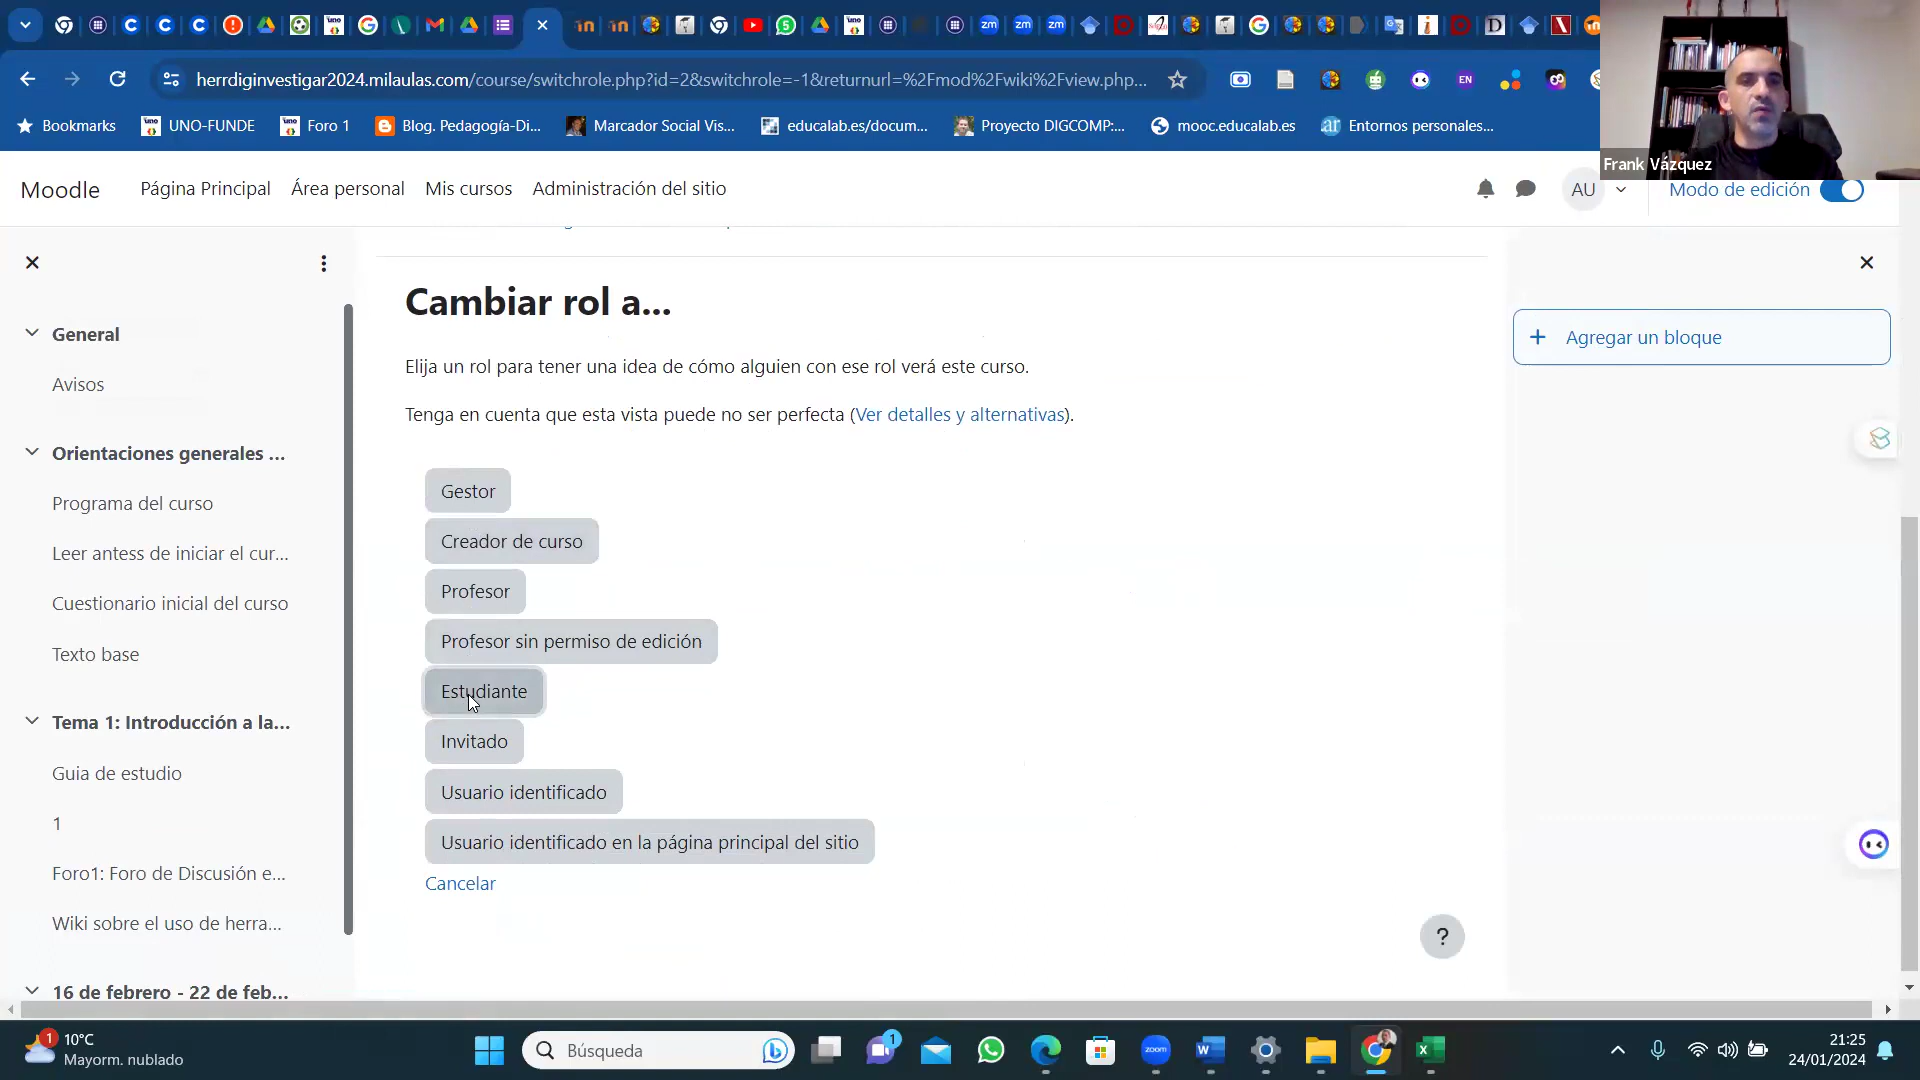 herrdiginvestigar2024.milaulas.com/course/switchrole.php?id=2&switchrole=-1&returnurl=%2Fmod%2Fwiki%2Fview.php...
EN
Bookmarks
UNO-FUNDE
Foro 1
Blog. Pedagogía-Di...
Marcador Social Vis...
educalab.es/docum...
Proyecto DIGCOMP:...
mooc.educalab.es
Entornos personales...
Frank Vázquez
Moodle
Página Principal
Área personal
Mis cursos
Administración del sitio
AU
Modo de edición
General
Avisos
Orientaciones generales ...
Programa del curso
Leer antess de iniciar el cur...
Cuestionario inicial del curso
Texto base
Tema 1: Introducción a la...
Guia de estudio
1
Foro1: Foro de Discusión e...
Wiki sobre el uso de herra...
16 de febrero - 22 de feb...
Cambiar rol a...
Elija un rol para tener una idea de cómo alguien con ese rol verá este curso.
Tenga en cuenta que esta vista puede no ser perfecta (Ver detalles y alternativas).
Gestor
Creador de curso
Profesor
Profesor sin permiso de edición
Estudiante
Invitado
Usuario identificado
Usuario identificado en la página principal del sitio
Cancelar
?
+ Agregar un bloque
1
10°C
Mayorm. nublado
Búsqueda
1
zoom
21:25
24/01/2024